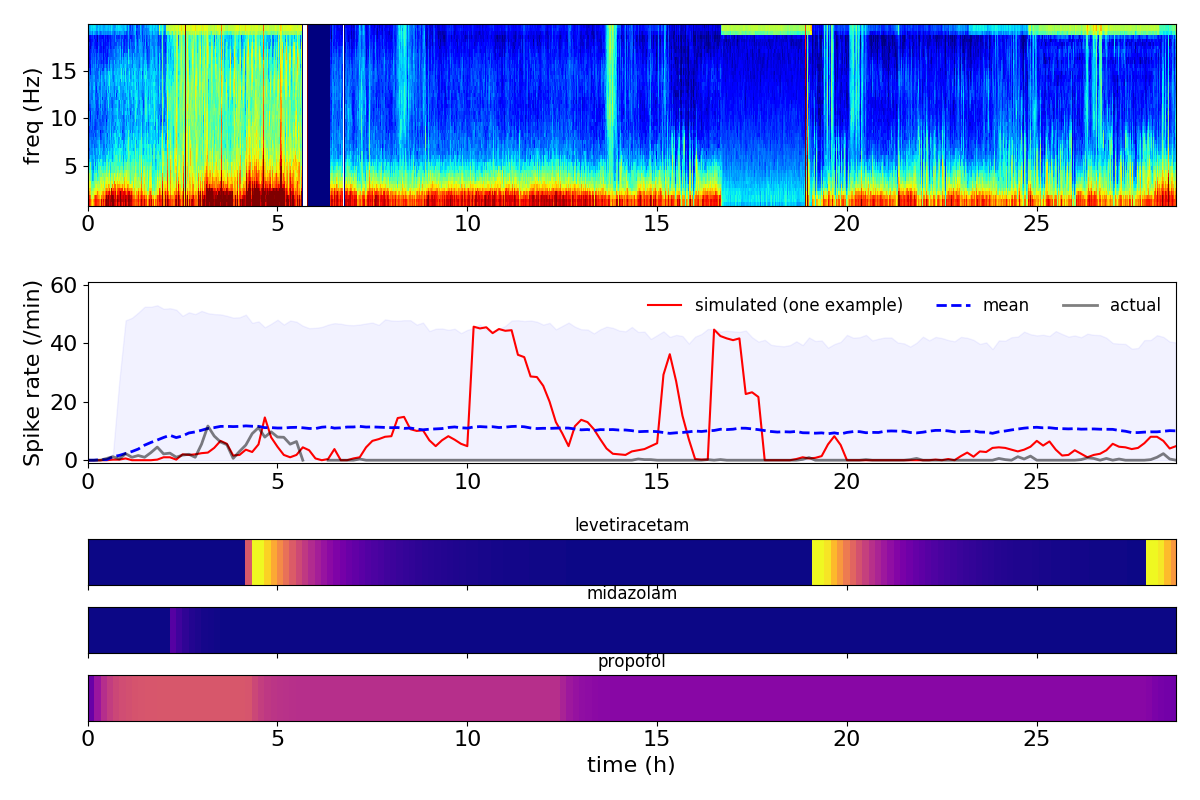 freq (Hz)
15
10
5
0 5 10 15 20 25
Spike rate (/min)
60
40
20
0
simulated (one example) mean actual
0 5 10 15 20 25
levetiracetam
midazolam
propofol
0 5 10 15 20 25
time (h)